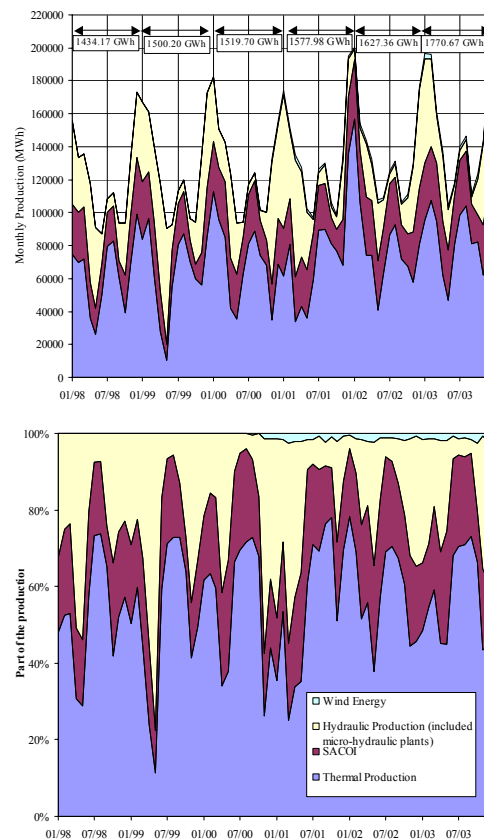 220000
200000
180000
160000
140000
120000
100000
80000
60000
40000
20000
0
Monthly Production (MWh)
1434.17 GWh
1500.20 GWh
1519.70 GWh
1577.98 GWh
1627.36 GWh
1770.67 GWh
01/98 07/98 01/99 07/99 01/00 07/00 01/01 07/01 01/02 07/02 01/03 07/03
100%
80%
60%
40%
20%
0%
Part of the production
Wind Energy
Hydraulic Production (included
micro-hydraulic plants)
SACOI
Thermal Production
01/98 07/98 01/99 07/99 01/00 07/00 01/01 07/01 01/02 07/02 01/03 07/03